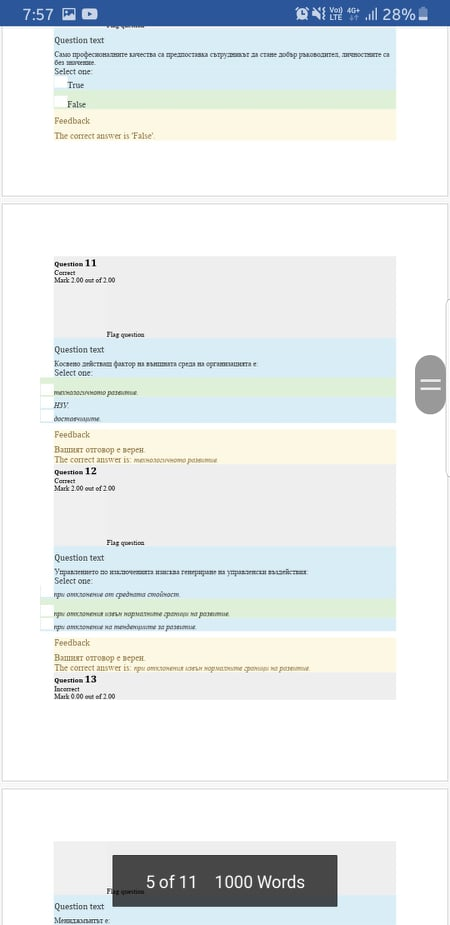 7:57 Vo) LTE 4G+ 28%
Question text
Само професионалните качества са предпоставка сътрудникът да стане добър ръководител, личностните са
без значение.
Select one:
True
False
Feedback
The correct answer is 'False'.
Question 11
Correct
Mark 2.00 out of 2.00
Flag question
Question text
Косвено действащ фактор на външната среда на организацията е:
Select one:
технологичното развитие.
НЗУ.
доставчиците.
Feedback
Вашият отговор е верен.
The correct answer is: технологичното развитие.
Question 12
Correct
Mark 2.00 out of 2.00
Flag question
Question text
Управлението по изключенията изисква генериране на управленски въздействия:
Select one:
при отклонения от средната стойност.
при отклонения извън нормалните граници на развитие.
при отклонение на тенденциите за развитие.
Feedback
Вашият отговор е верен.
The correct answer is: при отклонения извън нормалните граници на развитие.
Question 13
Incorrect
Mark 0.00 out of 2.00
Flag question
5 of 11 1000 Words
Question text
Мениджмънтът е: